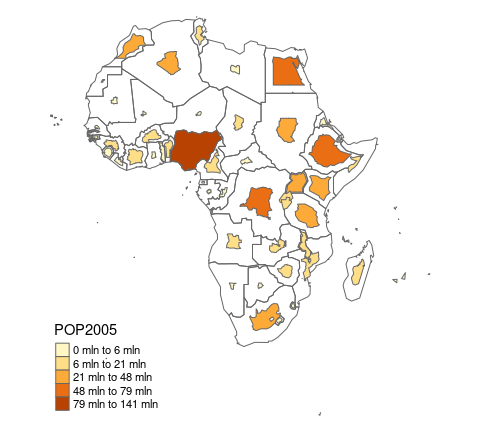 POP2005
0 mln to 6 mln
6 mln to 21 mln
21 mln to 48 mln
48 mln to 79 mln
79 mln to 141 mln